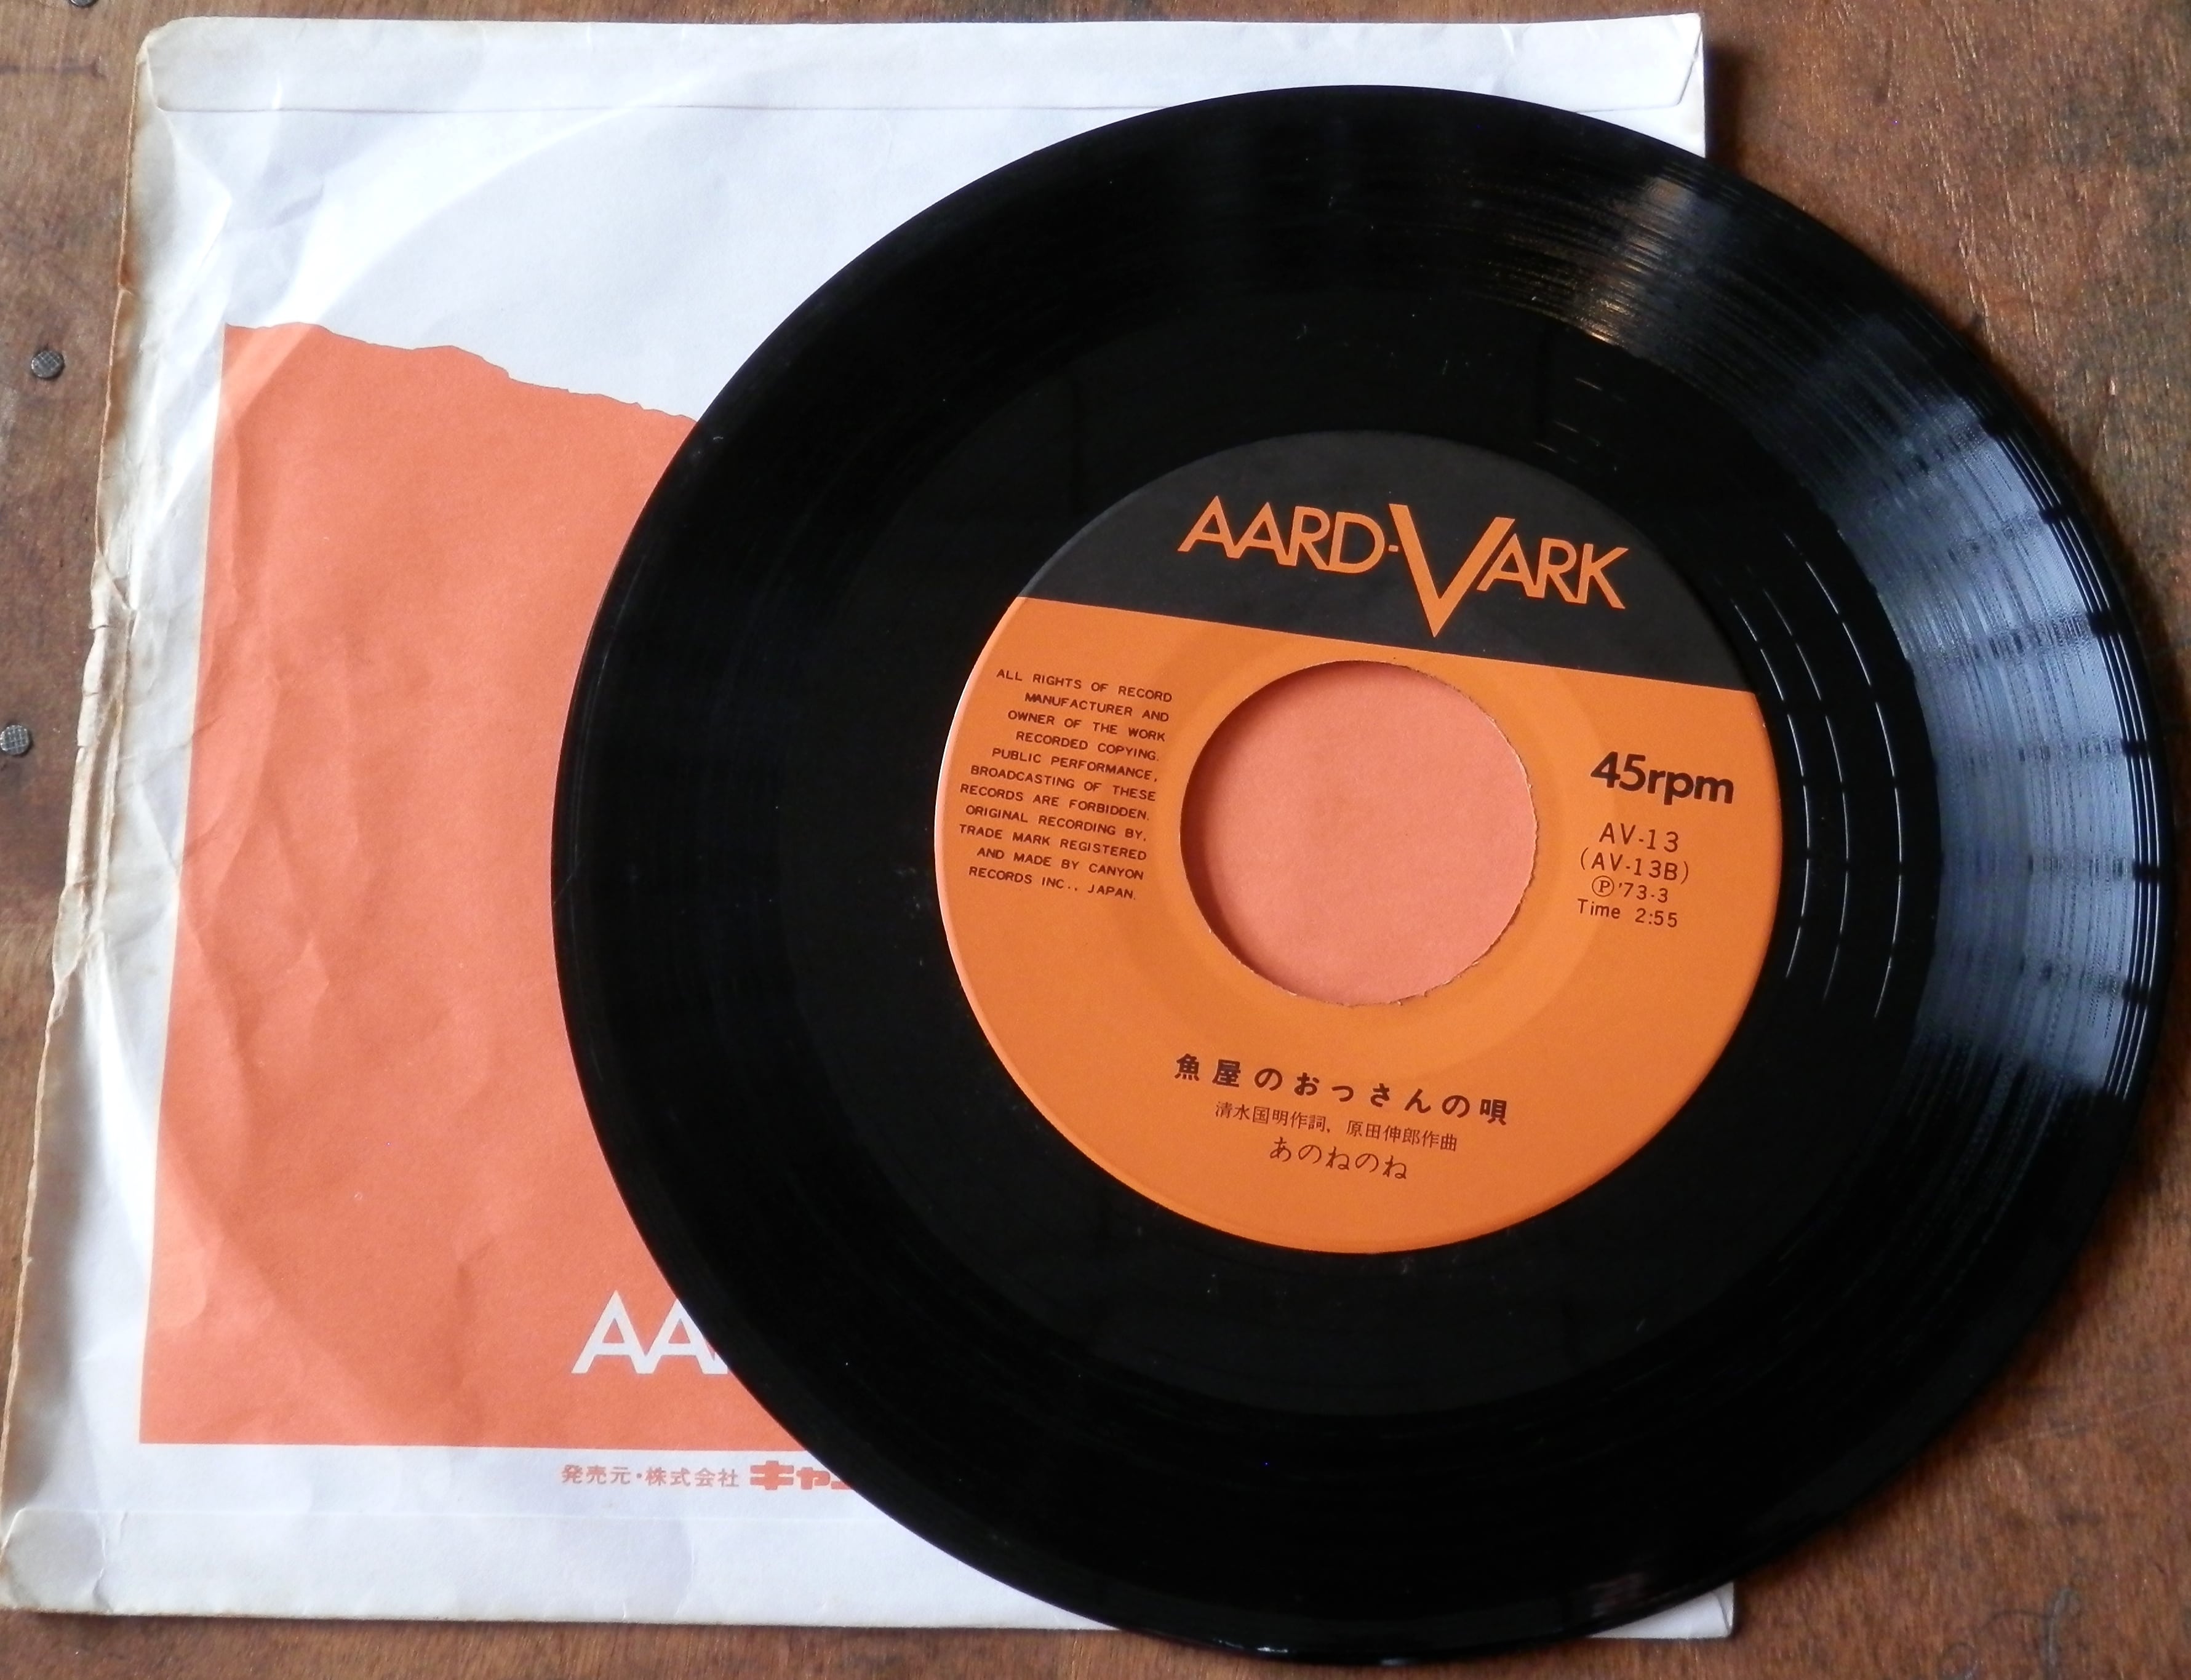 AARD-VARK
ALL RIGHTS OF RECORD
MANUFACTURER AND
OWNER OF THE WORK
RECORDED COPYING.
PUBLIC PERFORMANCE,
BROADCASTING OF THESE
RECORDS ARE FORBIDDEN.
ORIGINAL RECORDING BY,
TRADE MARK REGISTERED
AND MADE BY CANYON
RECORDS INC., JAPAN.
45rpm
AV-13
(AV-13B)
Ⓟ'73-3
Time 2:55
魚屋のおっさんの唄
清水国明作詞, 原田伸郎作曲
あのねのね
AA
発売元・株式会社 キャ